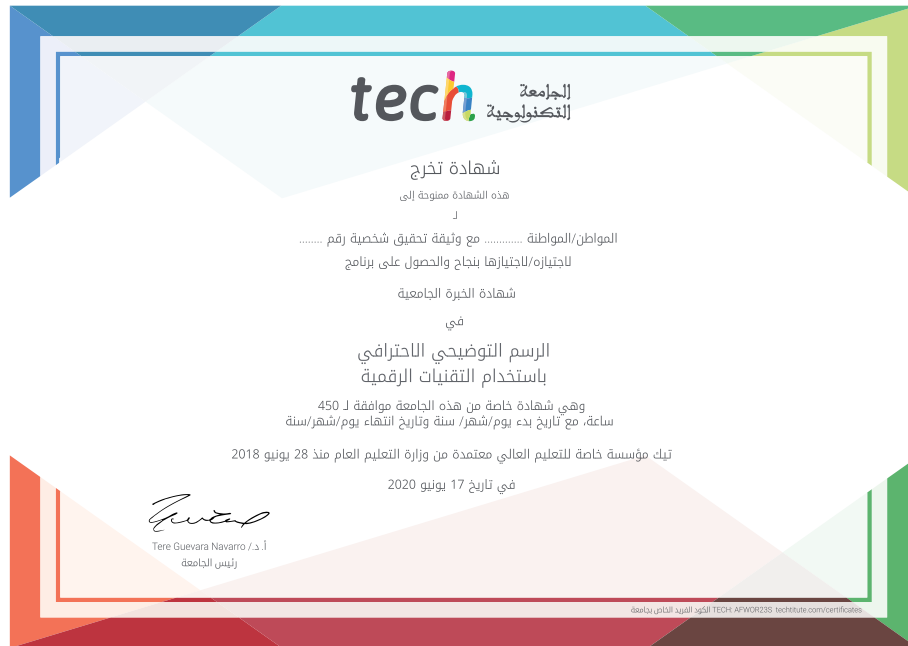 tech الجامعة
التكنولوجية
شهادة تخرج
هذه الشهادة ممنوحة إلى
لـ
المواطن/المواطنة ............ مع وثيقة تحقيق شخصية رقم ........
لاجتيازه/لاجتيازها بنجاح والحصول على برنامج
شهادة الخبرة الجامعية
في
الرسم التوضيحي الاحترافي
باستخدام التقنيات الرقمية
وهي شهادة خاصة من هذه الجامعة موافقة لـ 450
ساعة، مع تاريخ بدء يوم/شهر/ سنة وتاريخ انتهاء يوم/شهر/سنة
تيك مؤسسة خاصة للتعليم العالي معتمدة من وزارة التعليم العام منذ 28 يونيو 2018
في تاريخ 17 يونيو 2020
أ.د./ Tere Guevara Navarro
رئيس الجامعة
الكود الفريد الخاص بجامعة TECH: AFWOR23S techtitute.com/certificates